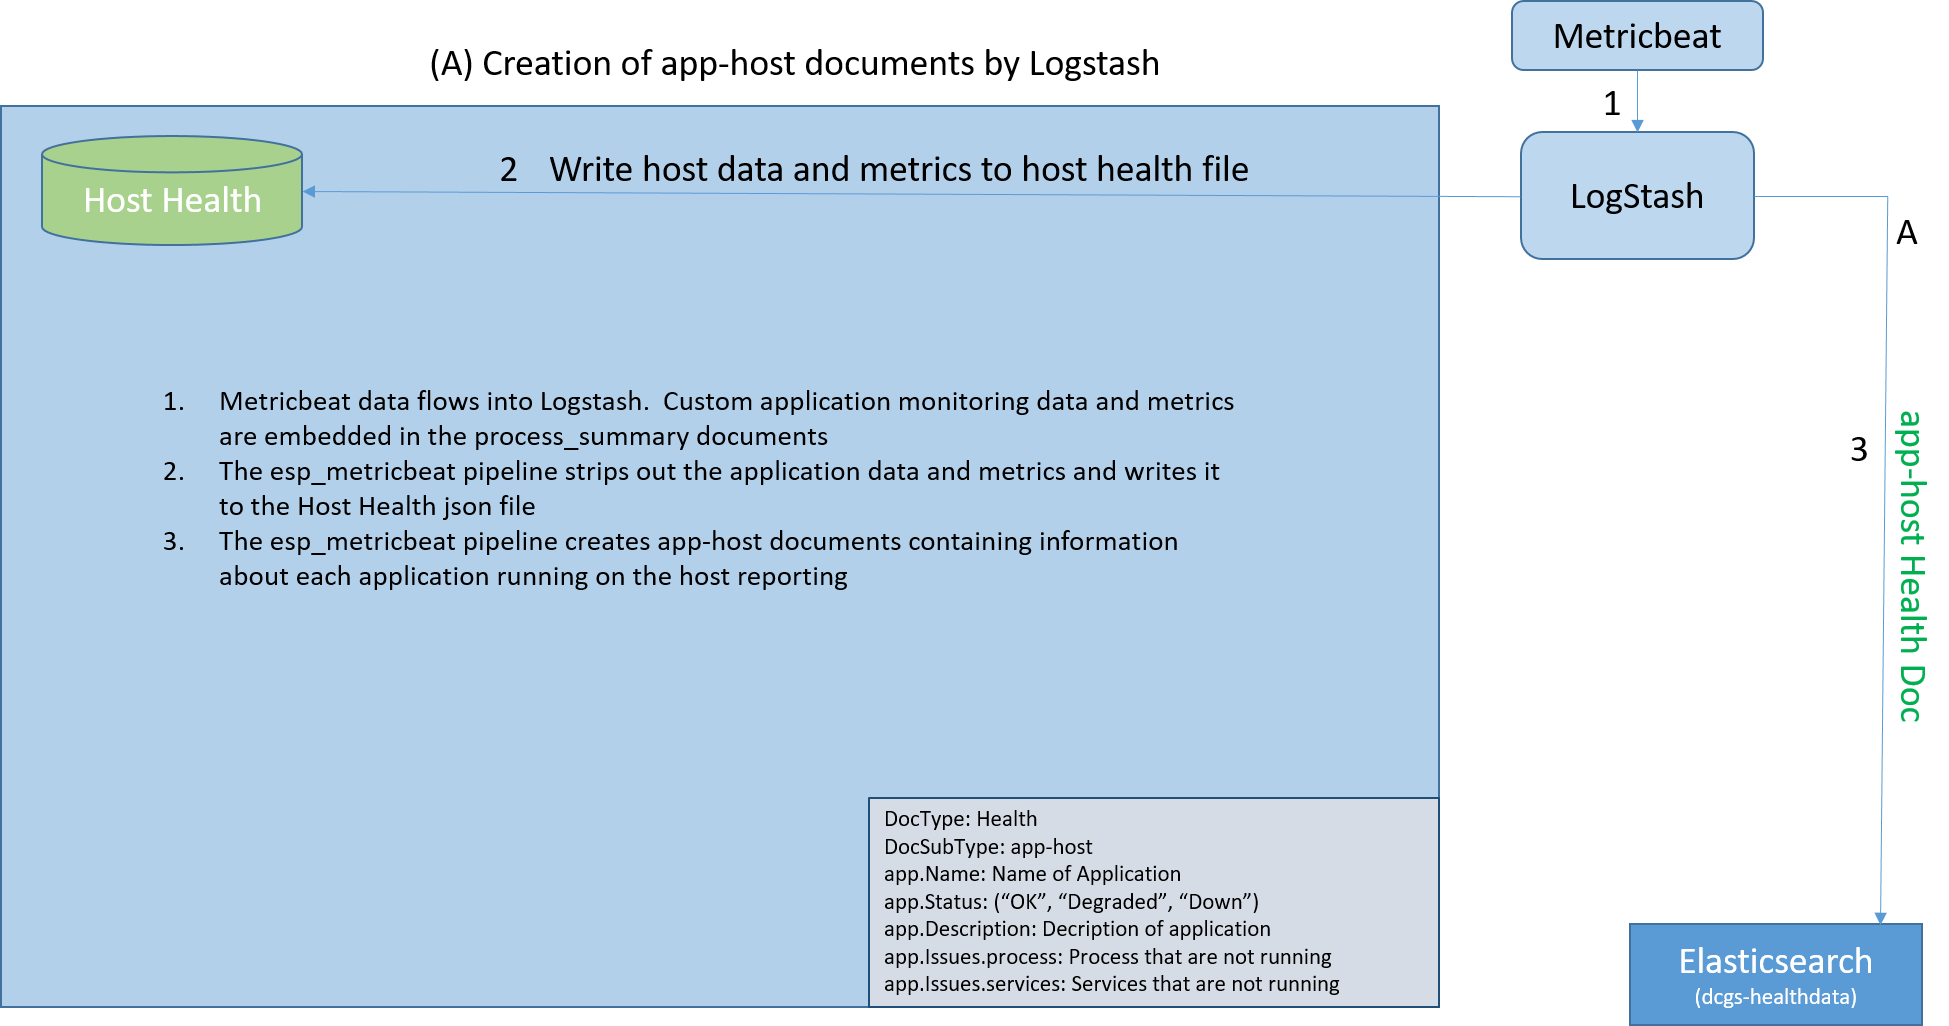 Metricbeat
(A) Creation of app-host documents by Logstash
1
Host Health
2 Write host data and metrics to host health file
LogStash
A
1. Metricbeat data flows into Logstash. Custom application monitoring data and metrics
are embedded in the process_summary documents
2. The esp_metricbeat pipeline strips out the application data and metrics and writes it
to the Host Health json file
3. The esp_metricbeat pipeline creates app-host documents containing information
about each application running on the host reporting
3
app-host Health Doc
DocType: Health
DocSubType: app-host
app.Name: Name of Application
app.Status: (“OK”, “Degraded”, “Down”)
app.Description: Decription of application
app.Issues.process: Process that are not running
app.Issues.services: Services that are not running
Elasticsearch
(dcgs-healthdata)